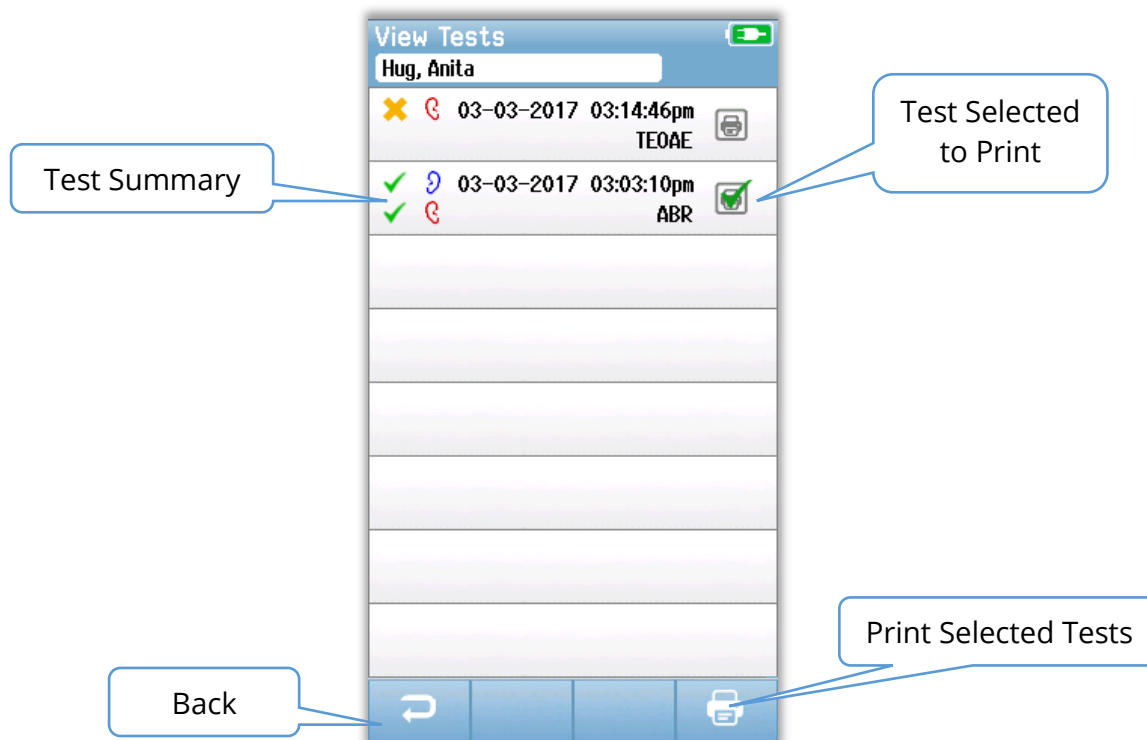 View Tests
Hug, Anita
03-03-2017 03:14:46pm
TEOAE
Test Selected
to Print
Test Summary
03-03-2017 03:03:10pm
ABR
Print Selected Tests
Back